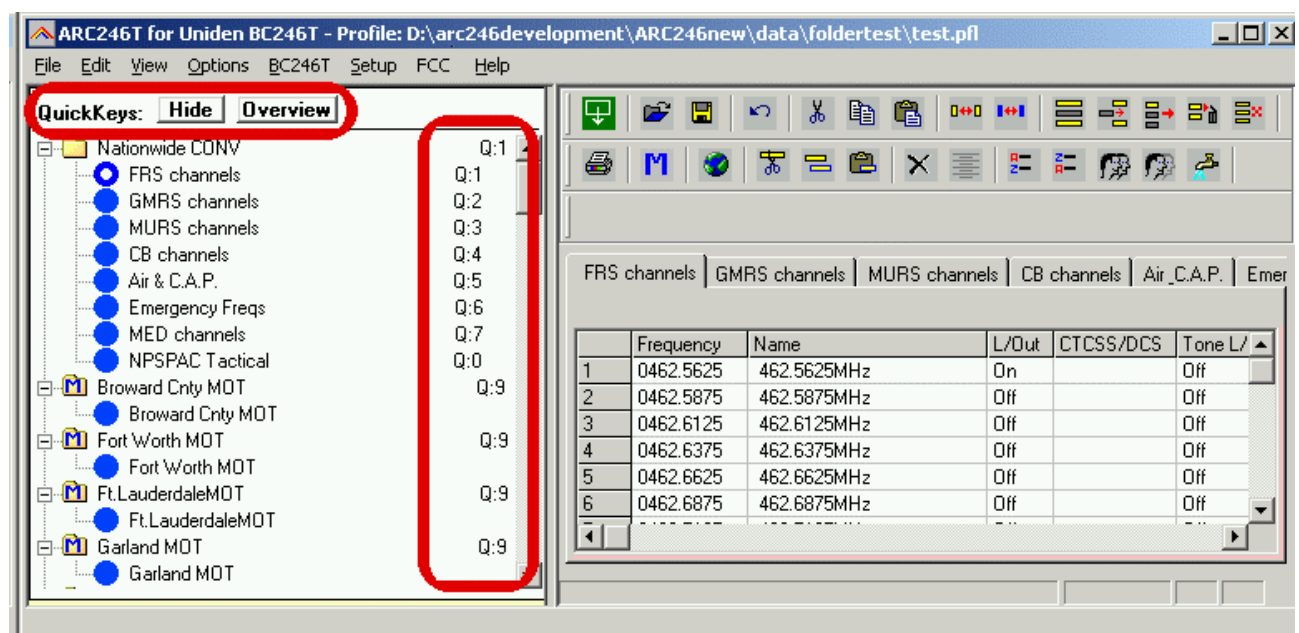 ARC246T for Uniden BC246T - Profile: D:\arc246development\ARC246new\data\foldertest\test.pfl
File Edit View Options BC246T Setup FCC Help
QuickKeys: Hide Overview
Nationwide CONV Q:1
FRS channels Q:1
GMRS channels Q:2
MURS channels Q:3
CB channels Q:4
Air & C.A.P. Q:5
Emergency Freqs Q:6
MED channels Q:7
NPSPAC Tactical Q:0
Broward Cnty MOT Q:9
Broward Cnty MOT
Fort Worth MOT Q:9
Fort Worth MOT
Ft.LauderdaleMOT Q:9
Ft.LauderdaleMOT
Garland MOT Q:9
Garland MOT
FRS channels GMRS channels MURS channels CB channels Air_C.A.P. Emer
Frequency Name L/Out CTCSS/DCS Tone L/
1 0462.5625 462.5625MHz On Off
2 0462.5875 462.5875MHz Off Off
3 0462.6125 462.6125MHz Off Off
4 0462.6375 462.6375MHz Off Off
5 0462.6625 462.6625MHz Off Off
6 0462.6875 462.6875MHz Off Off